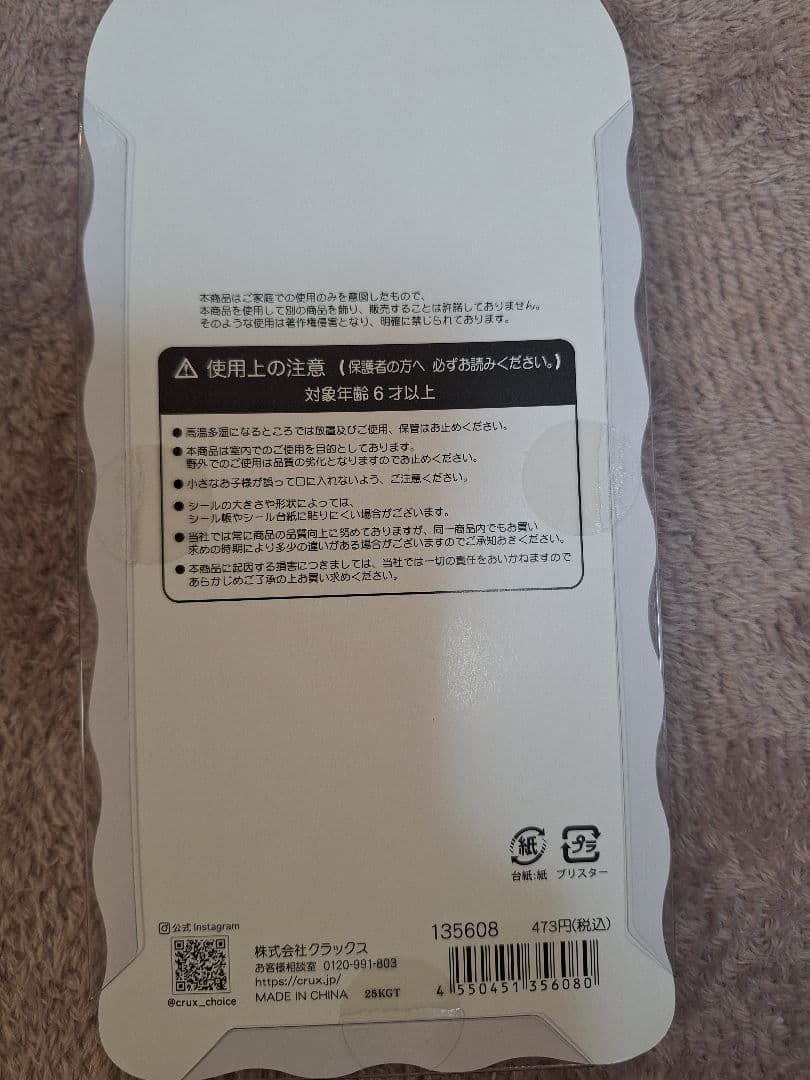 本商品はご家庭での使用のみを意図したもので、
本商品を使用して別の商品を飾り、販売することは許諾しておりません。
そのような使用は著作権侵害となり、明確に禁じられております。
⚠ 使用上の注意 (保護者の方へ 必ずお読みください。)
対象年齢6才以上
●高温多湿になるところでは放置及びご使用、保管はお止めください。
●本商品は室内でのご使用を目的としております。
野外でのご使用は品質の劣化となりますのでお止めください。
●小さなお子様が誤って口に入れないよう、ご注意ください。
●シールの大きさや形状によっては、
シール帳やシール台紙に貼りにくい場合がございます。
●当社では常に商品の品質向上に努めておりますが、同一商品内でもお買い
求めの時期により多少の違いがある場合がございますのでご承知おきください。
●本商品に起因する損害につきましては、当社では一切の責任をおいかねますので
あらかじめご了承の上お買い求めください。
紙 プラ
台紙:紙 ブリスター
公式 Instagram
@crux_choice
株式会社クラックス
お客様相談室 0120-991-803
https://crux.jp/
MADE IN CHINA 25KGT
135608 473円(税込)
4 550451 356080